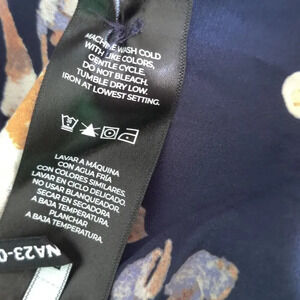 MACHINE WASH COLD
WITH LIKE COLORS,
GENTLE CYCLE.
DO NOT BLEACH.
TUMBLE DRY LOW.
IRON AT LOWEST SETTING.
LAVAR A MÁQUINA
CON AGUA FRÍA
CON COLORES SIMILARES.
LAVAR EN CICLO DELICADO.
NO USAR BLANQUEADOR.
SECAR EN SECADORA
A BAJA TEMPERATURA.
PLANCHAR
A BAJA TEMPERATURA.
NA23-0